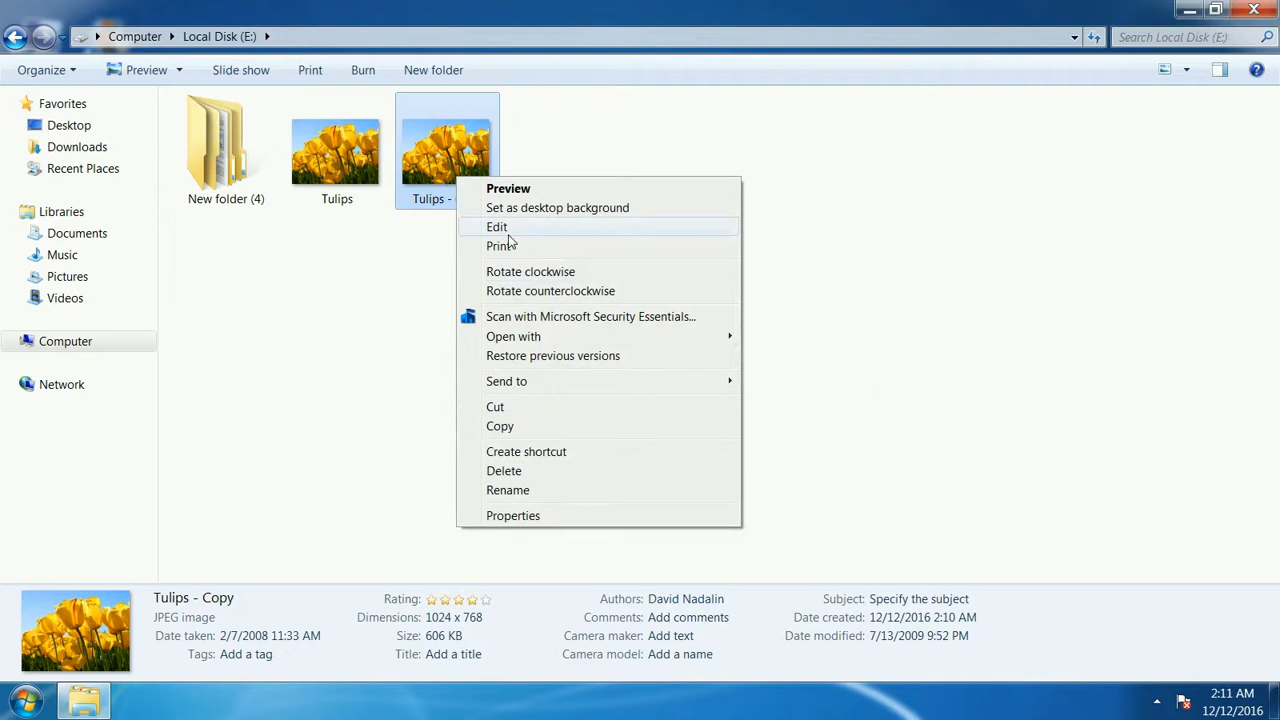 Computer Local Disk (E:)
Search Local Disk (E:)
Organize Preview Slide show Print Burn New folder
Favorites
Desktop
Downloads
Recent Places
Libraries
Documents
Music
Pictures
Videos
Computer
Network
New folder (4)
Tulips
Tulips -
Preview
Set as desktop background
Edit
Print
Rotate clockwise
Rotate counterclockwise
Scan with Microsoft Security Essentials...
Open with
Restore previous versions
Send to
Cut
Copy
Create shortcut
Delete
Rename
Properties
Tulips - Copy
JPEG image
Date taken: 2/7/2008 11:33 AM
Tags: Add a tag
Rating:
Dimensions: 1024 x 768
Size: 606 KB
Title: Add a title
Authors: David Nadalin
Comments: Add comments
Camera maker: Add text
Camera model: Add a name
Subject: Specify the subject
Date created: 12/12/2016 2:10 AM
Date modified: 7/13/2009 9:52 PM
2:11 AM
12/12/2016